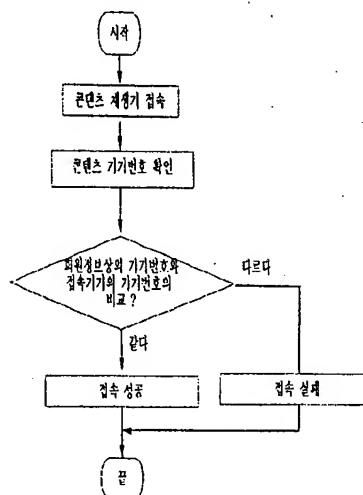 시작
콘텐츠 재생기 접속
콘텐츠 기기번호 확인
회원정보상의 기기번호와
접속기기의 기기번호의
비교 ?
다르다
같다
접속 성공
접속 실패
끝